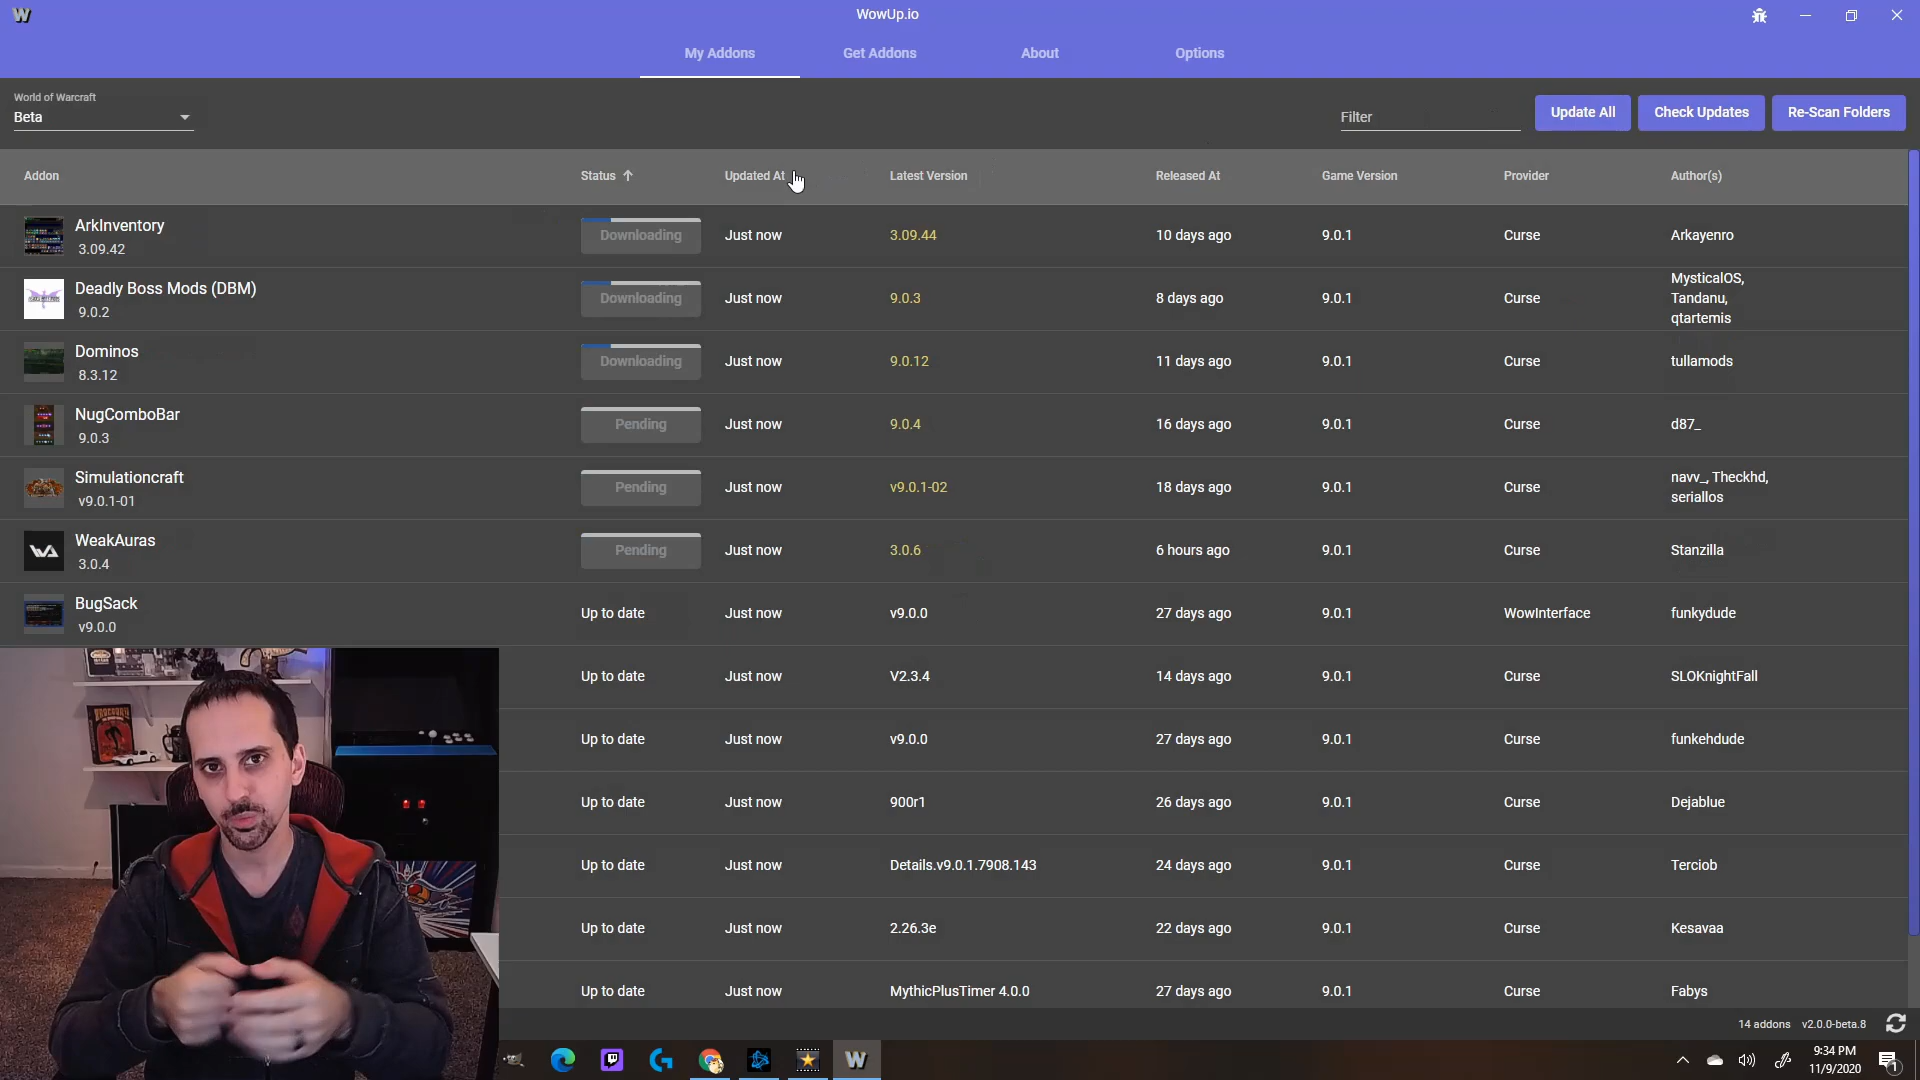 W
WowUp.io
My Addons Get Addons About Options
World of Warcraft
Beta
Filter
Update All Check Updates Re-Scan Folders
Addon Status Updated At Latest Version Released At Game Version Provider Author(s)
ArkInventory
3.09.42
Downloading Just now 3.09.44 10 days ago 9.0.1 Curse Arkayenro
Deadly Boss Mods (DBM)
9.0.2
Downloading Just now 9.0.3 8 days ago 9.0.1 Curse
MysticalOS,
Tandanu,
qtartemis
Dominos
8.3.12
Downloading Just now 9.0.12 11 days ago 9.0.1 Curse tullamods
NugComboBar
9.0.3
Pending Just now 9.0.4 16 days ago 9.0.1 Curse d87_
Simulationcraft
v9.0.1-01
Pending Just now v9.0.1-02 18 days ago 9.0.1 Curse
navv_, Theckhd,
seriallos
WeakAuras
3.0.4
Pending Just now 3.0.6 6 hours ago 9.0.1 Curse Stanzilla
BugSack
v9.0.0
Up to date Just now v9.0.0 27 days ago 9.0.1 WowInterface funkydude
Up to date Just now V2.3.4 14 days ago 9.0.1 Curse SLOKnightFall
Up to date Just now v9.0.0 27 days ago 9.0.1 Curse funkehdude
Up to date Just now 900r1 26 days ago 9.0.1 Curse Dejablue
Up to date Just now Details.v9.0.1.7908.143 24 days ago 9.0.1 Curse Terciob
Up to date Just now 2.26.3e 22 days ago 9.0.1 Curse Kesavaa
Up to date Just now MythicPlusTimer 4.0.0 27 days ago 9.0.1 Curse Fabys
14 addons v2.0.0-beta.8
W
9:34 PM
11/9/2020
1